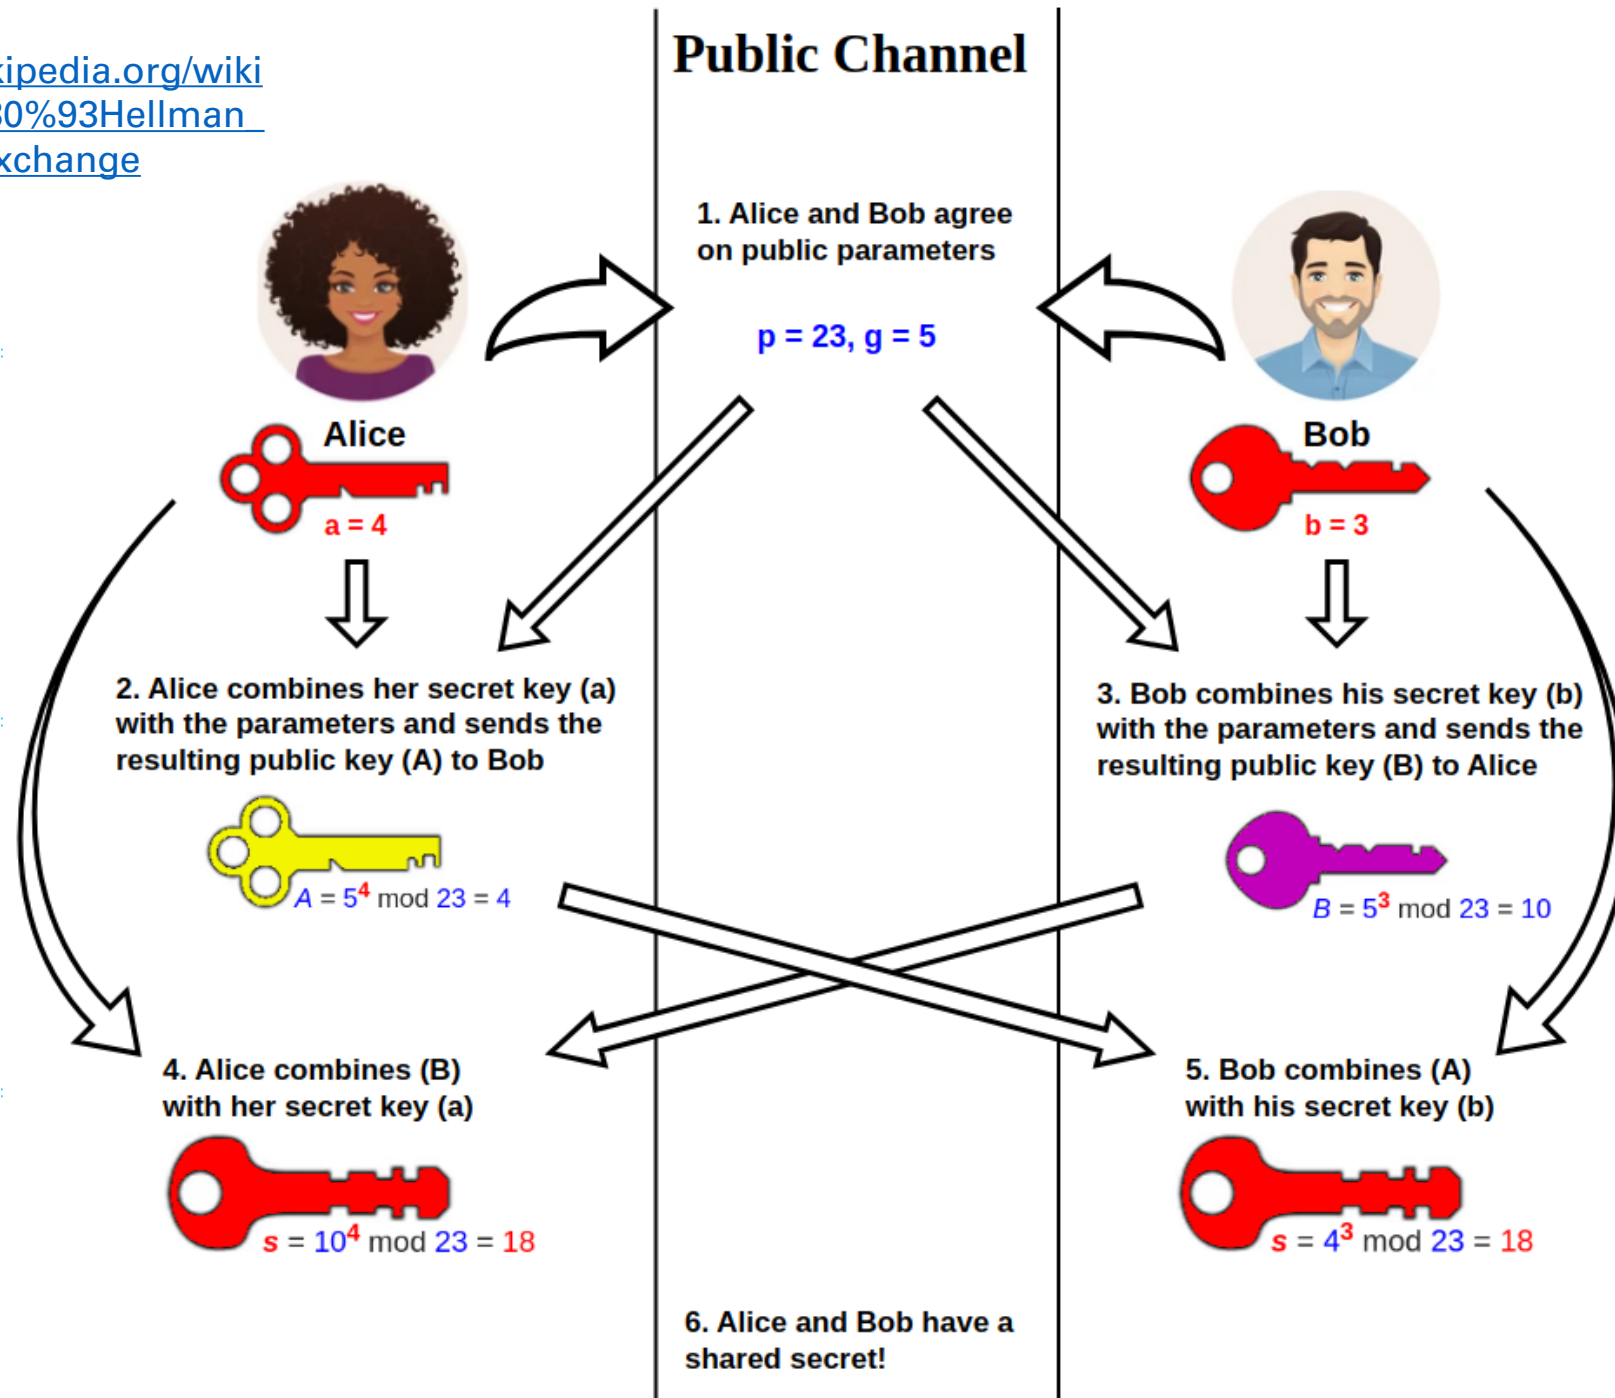 kipedia.org/wiki
80%93Hellman_
xchange
Public Channel
1. Alice and Bob agree
on public parameters
p = 23, g = 5
Alice
a = 4
Bob
b = 3
2. Alice combines her secret key (a)
with the parameters and sends the
resulting public key (A) to Bob
A = 5⁴ mod 23 = 4
3. Bob combines his secret key (b)
with the parameters and sends the
resulting public key (B) to Alice
B = 5³ mod 23 = 10
4. Alice combines (B)
with her secret key (a)
s = 10⁴ mod 23 = 18
5. Bob combines (A)
with his secret key (b)
s = 4³ mod 23 = 18
6. Alice and Bob have a
shared secret!